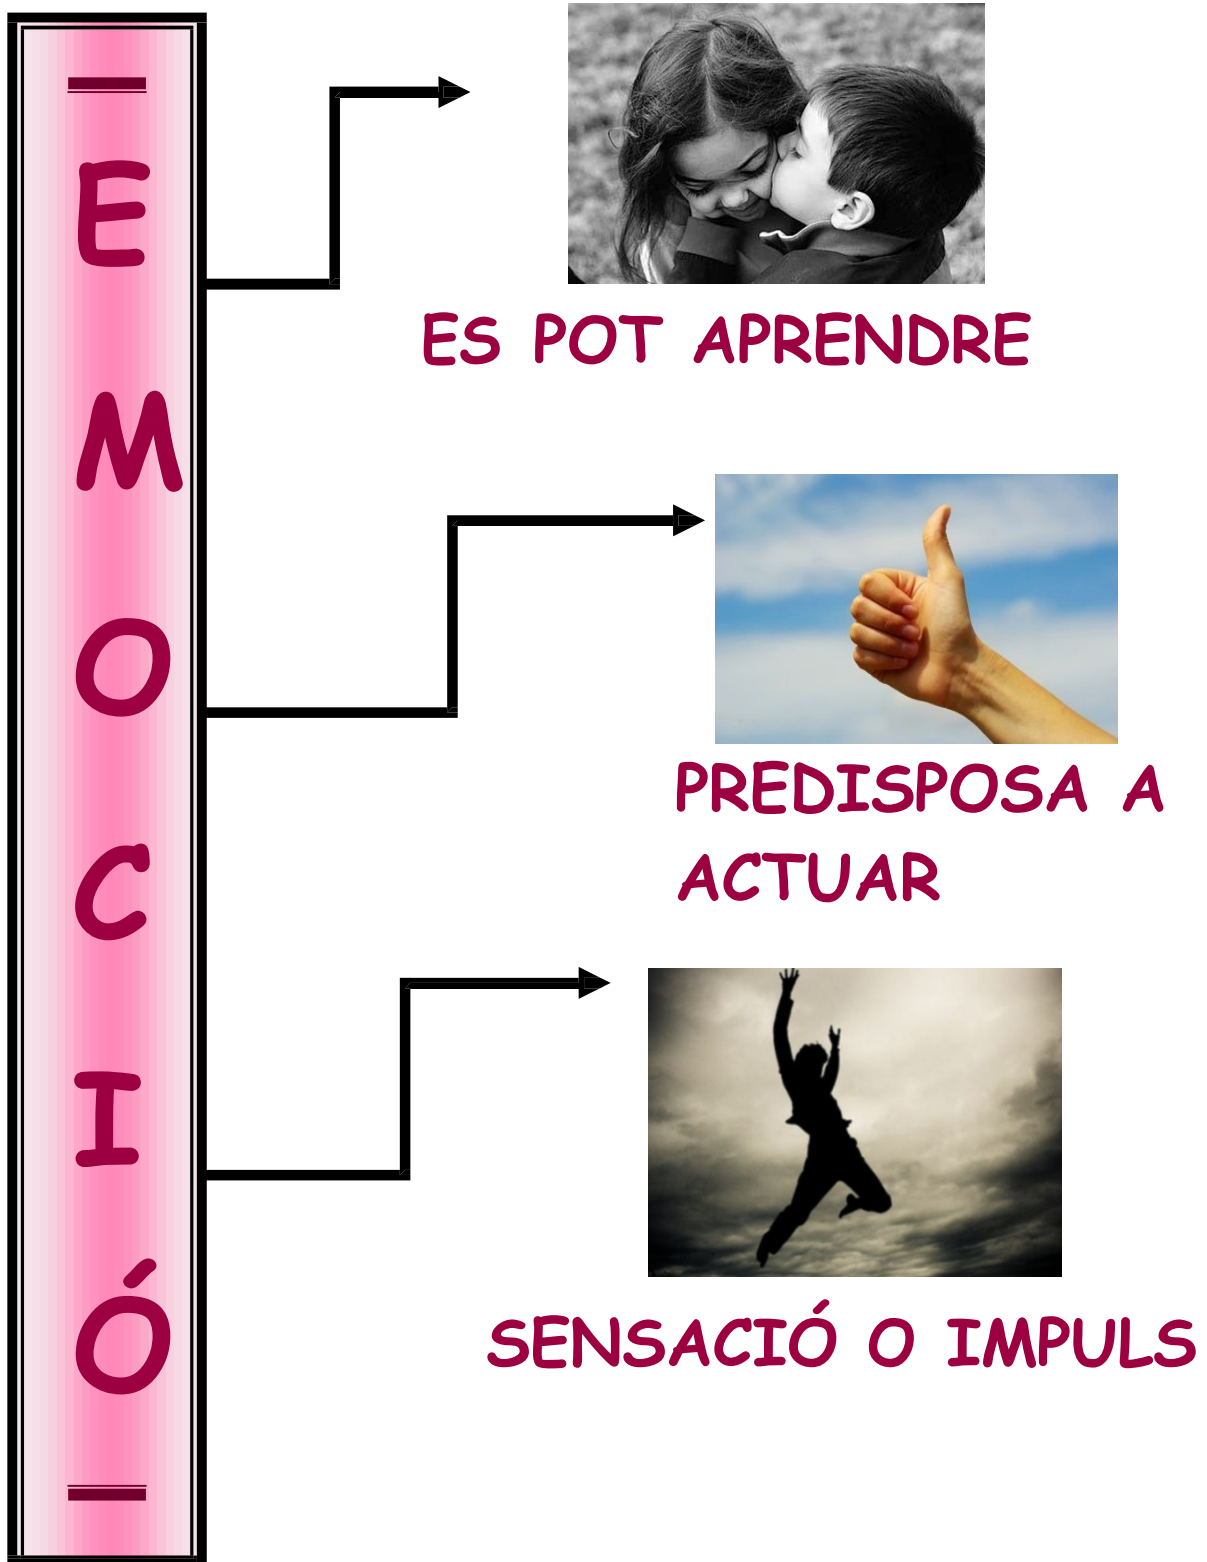 EMOCIÓ
ES POT APRENDRE
PREDISPOSA A
ACTUAR
SENSACIÓ O IMPULS